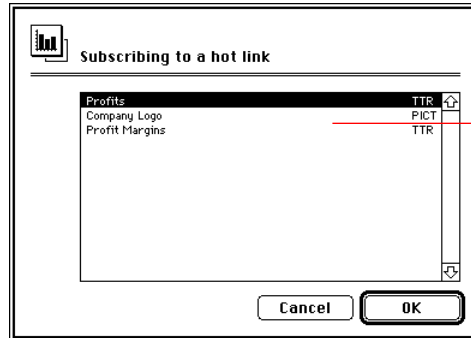 Subscribing to a hot link
Profits TTR
Company Logo PICT
Profit Margins TTR
Cancel OK